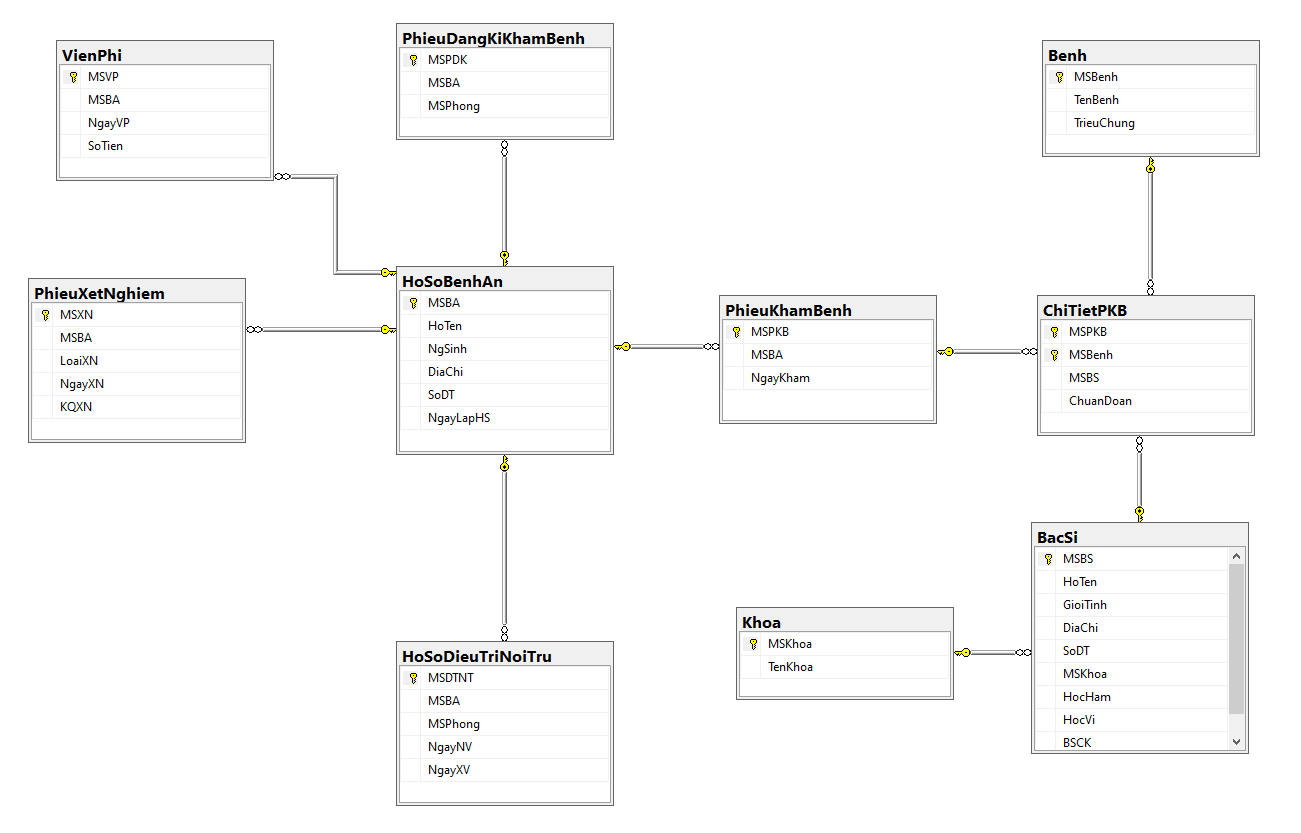 VienPhi
MSVP
MSBA
NgayVP
SoTien
PhieuDangKiKhamBenh
MSPDK
MSBA
MSPhong
Benh
MSBenh
TenBenh
TrieuChung
PhieuXetNghiem
MSXN
MSBA
LoaiXN
NgayXN
KQXN
HoSoBenhAn
MSBA
HoTen
NgSinh
DiaChi
SoDT
NgayLapHS
PhieuKhamBenh
MSPKB
MSBA
NgayKham
ChiTietPKB
MSPKB
MSBenh
MSBS
ChuanDoan
HoSoDieuTriNoiTru
MSDTNT
MSBA
MSPhong
NgayNV
NgayXV
Khoa
MSKhoa
TenKhoa
BacSi
MSBS
HoTen
GioiTinh
DiaChi
SoDT
MSKhoa
HocHam
HocVi
BSCK